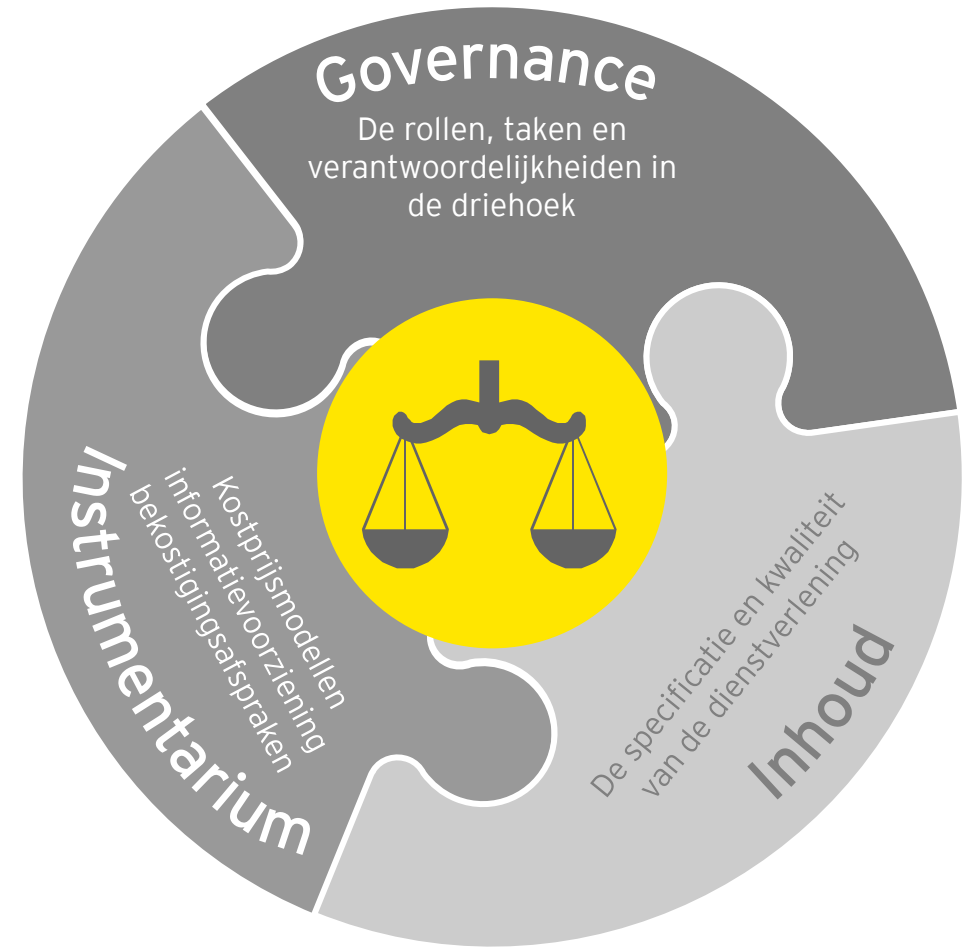 Governance
De rollen, taken en
verantwoordelijkheden in
de driehoek
Instrumentarium
Kostprijsmodellen
informatievoorziening
bekostigingsafspraken
De specificatie en kwaliteit
van de dienstverlening
Inhoud